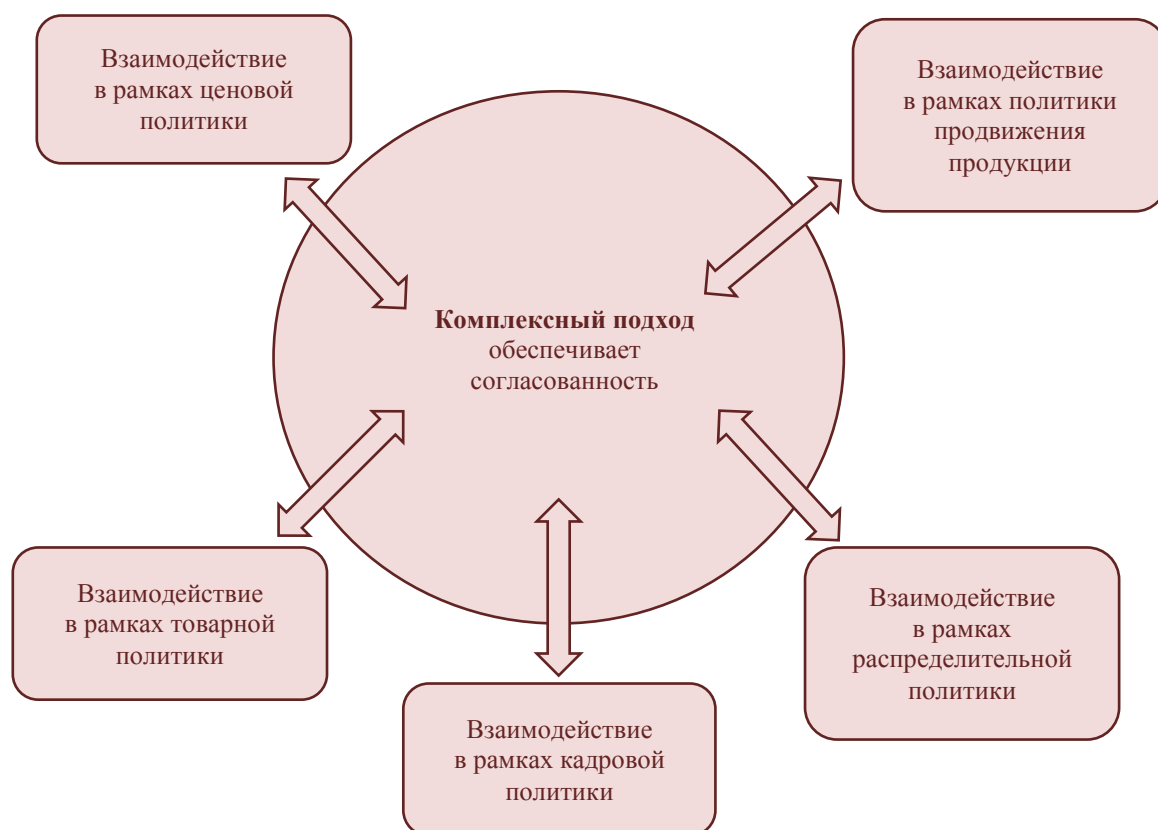 Взаимодействие
в рамках ценовой
политики
Взаимодействие
в рамках политики
продвижения
продукции
Комплексный подход
обеспечивает
согласованность
Взаимодействие
в рамках товарной
политики
Взаимодействие
в рамках кадровой
политики
Взаимодействие
в рамках
распределительной
политики